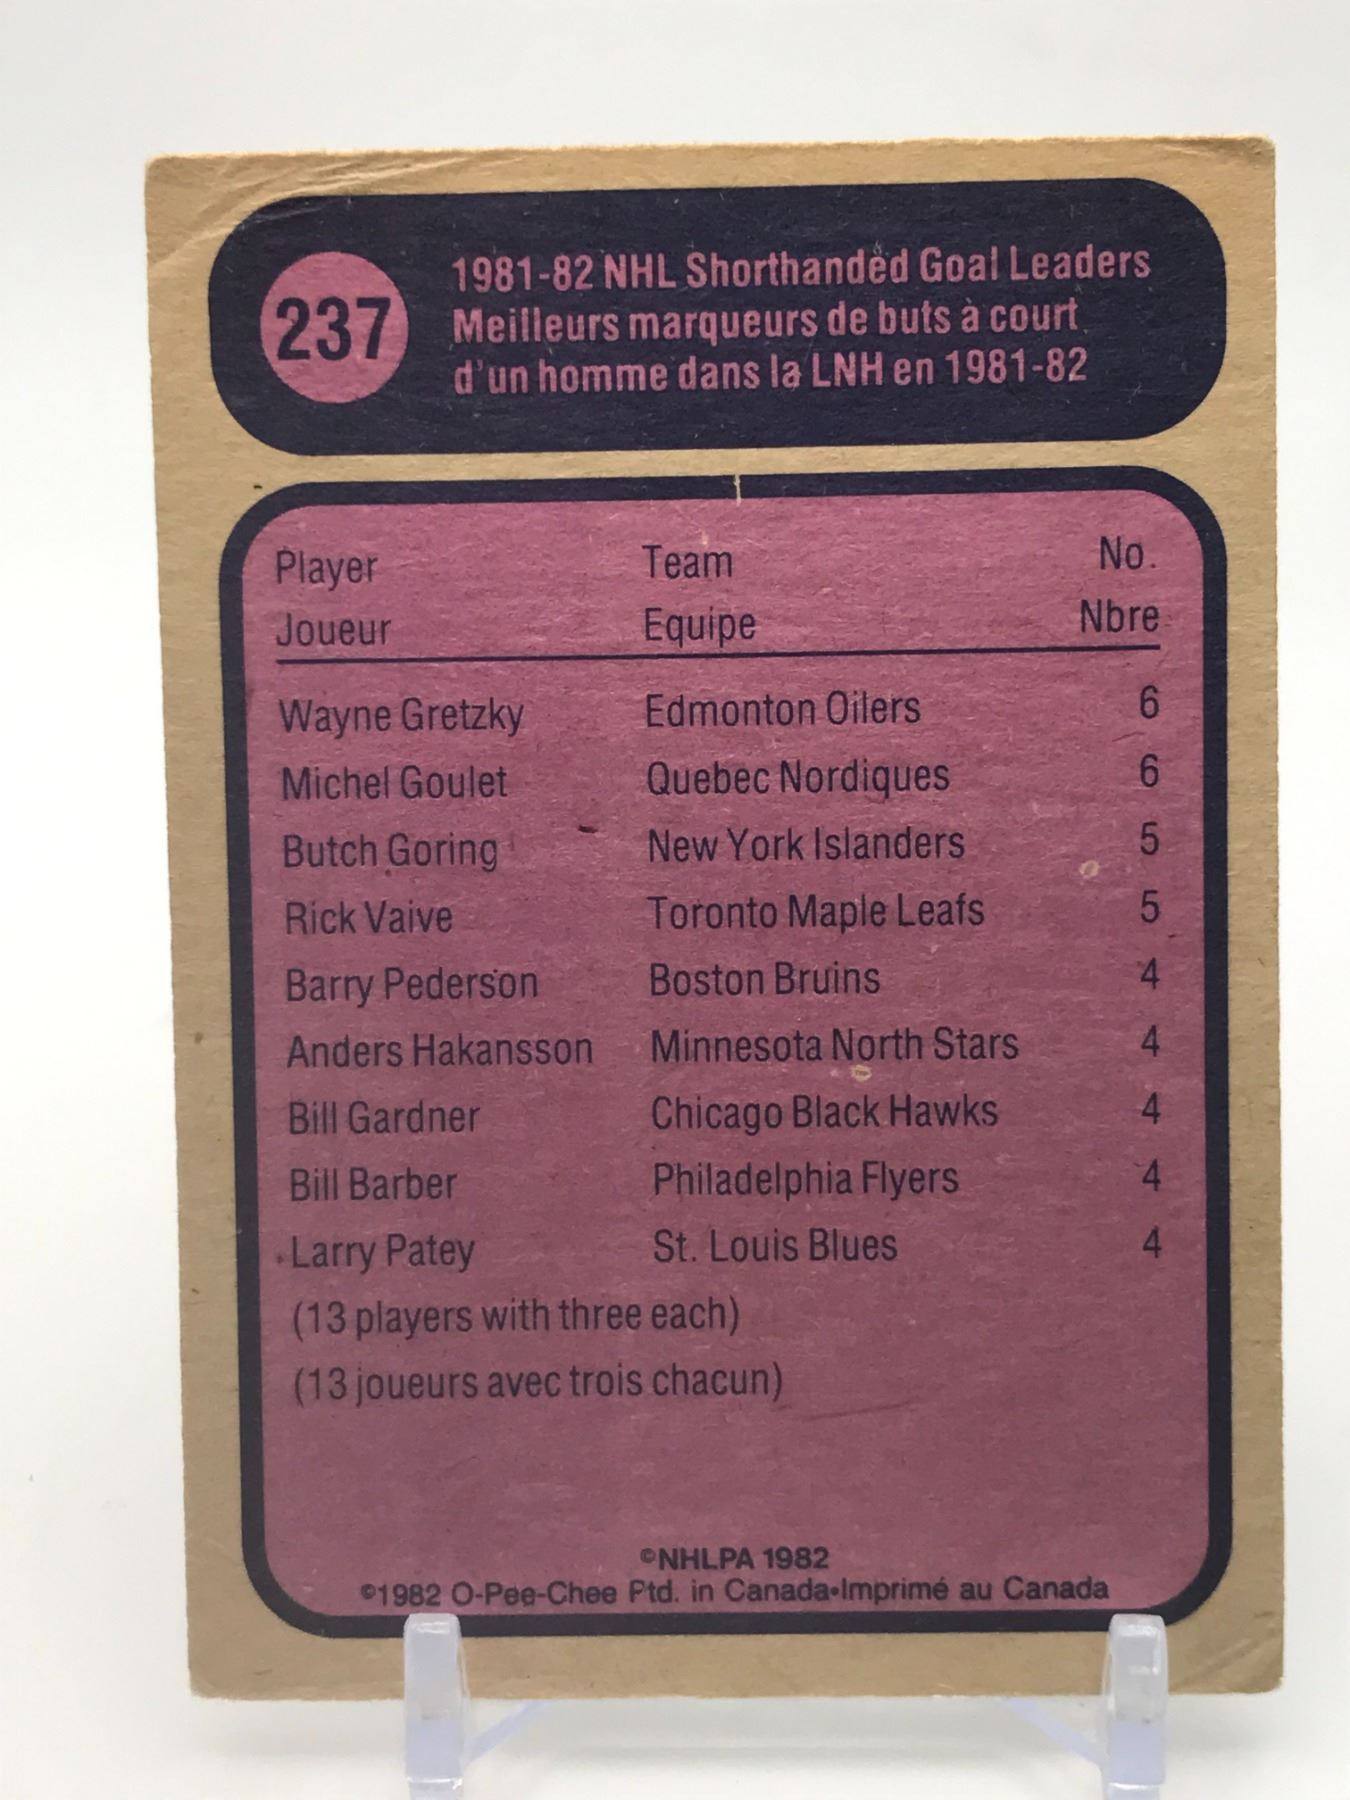 237
1981-82 NHL Shorthanded Goal Leaders
Meilleurs marqueurs de buts à court
d'un homme dans la LNH en 1981-82
Player Team No.
Joueur Equipe Nbre
Wayne Gretzky Edmonton Oilers 6
Michel Goulet Quebec Nordiques 6
Butch Goring New York Islanders 5
Rick Vaive Toronto Maple Leafs 5
Barry Pederson Boston Bruins 4
Anders Hakansson Minnesota North Stars 4
Bill Gardner Chicago Black Hawks 4
Bill Barber Philadelphia Flyers 4
Larry Patey St. Louis Blues 4
(13 players with three each)
(13 joueurs avec trois chacun)
©NHLPA 1982
©1982 O-Pee-Chee Ptd. in Canada•Imprimé au Canada